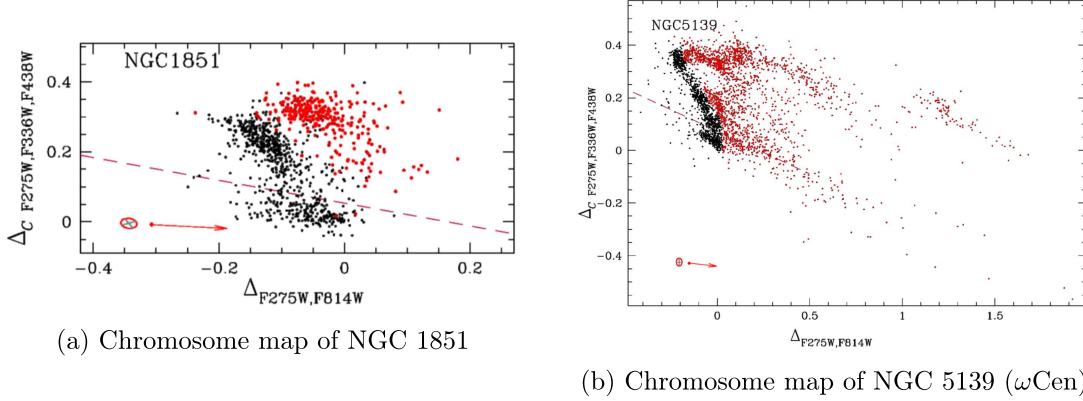 NGC1851
0.4
0.2
0
−0.4
−0.2
0
0.2
Δ_C F275W,F336W,F438W
Δ_F275W,F814W
(a) Chromosome map of NGC 1851
NGC5139
0.4
0.2
0
−0.2
−0.4
0
0.5
1
1.5
Δ_C F275W,F336W,F438W
Δ_F275W,F814W
(b) Chromosome map of NGC 5139 (ωCen)